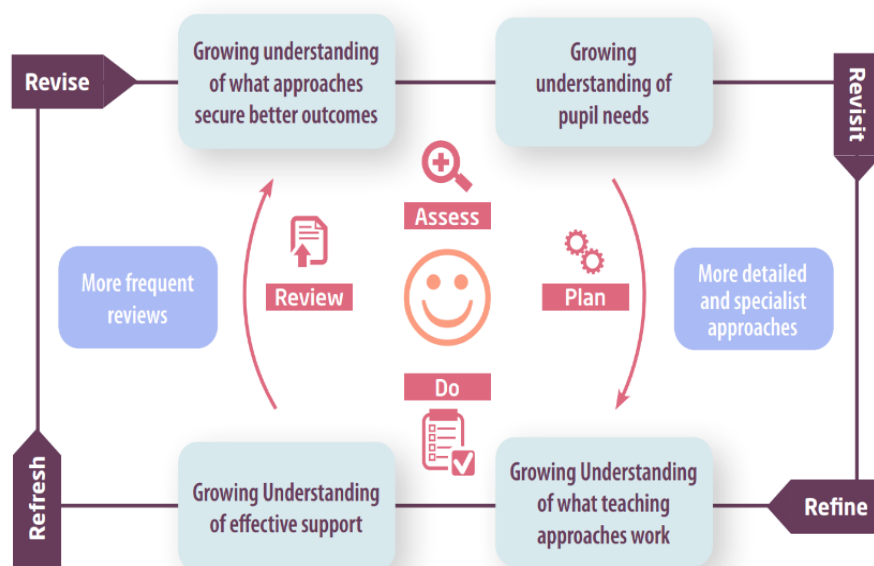 Revise
Growing understanding
of what approaches
secure better outcomes
Growing
understanding of
pupil needs
Revisit
Assess
More frequent
reviews
Review
Plan
More detailed
and specialist
approaches
Do
Refresh
Growing Understanding
of effective support
Growing Understanding
of what teaching
approaches work
Refine